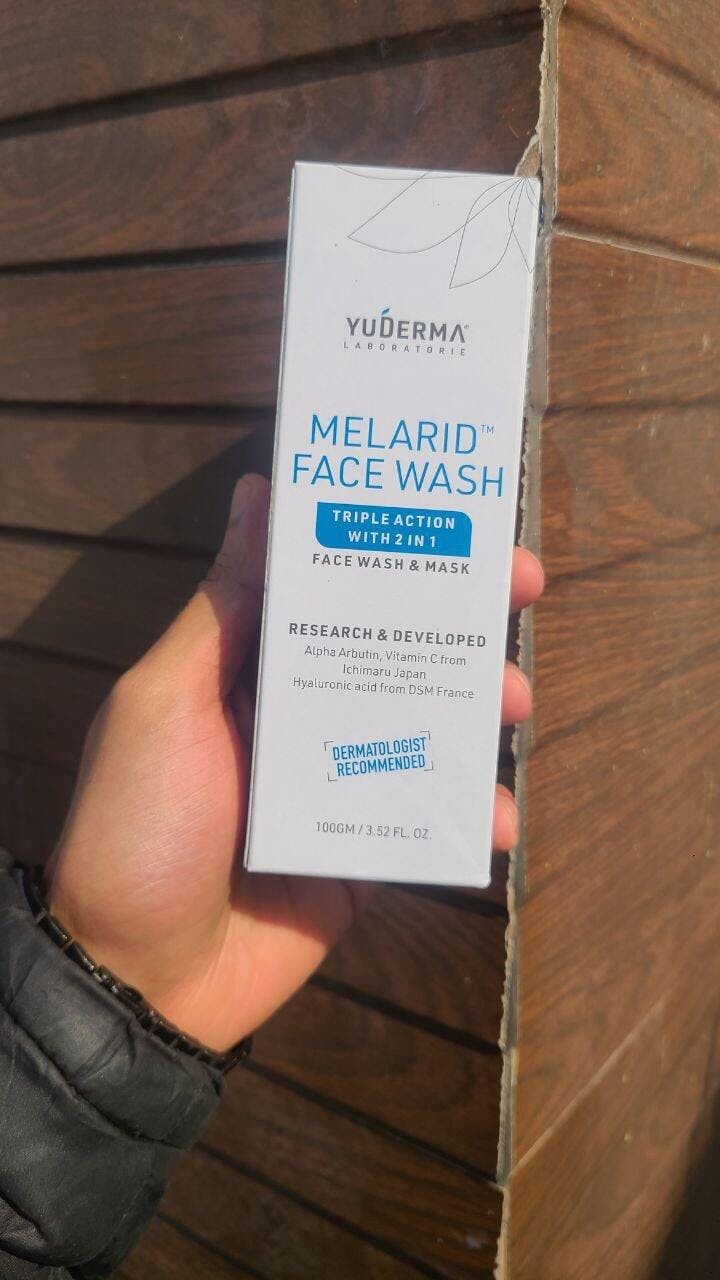 YUDERMA®
LABORATORIE
MELARID™
FACE WASH
TRIPLE ACTION
WITH 2 IN 1
FACE WASH & MASK
RESEARCH & DEVELOPED
Alpha Arbutin, Vitamin C from
Ichimaru Japan
Hyaluronic acid from DSM France
DERMATOLOGIST
RECOMMENDED
100GM / 3.52 FL. OZ.